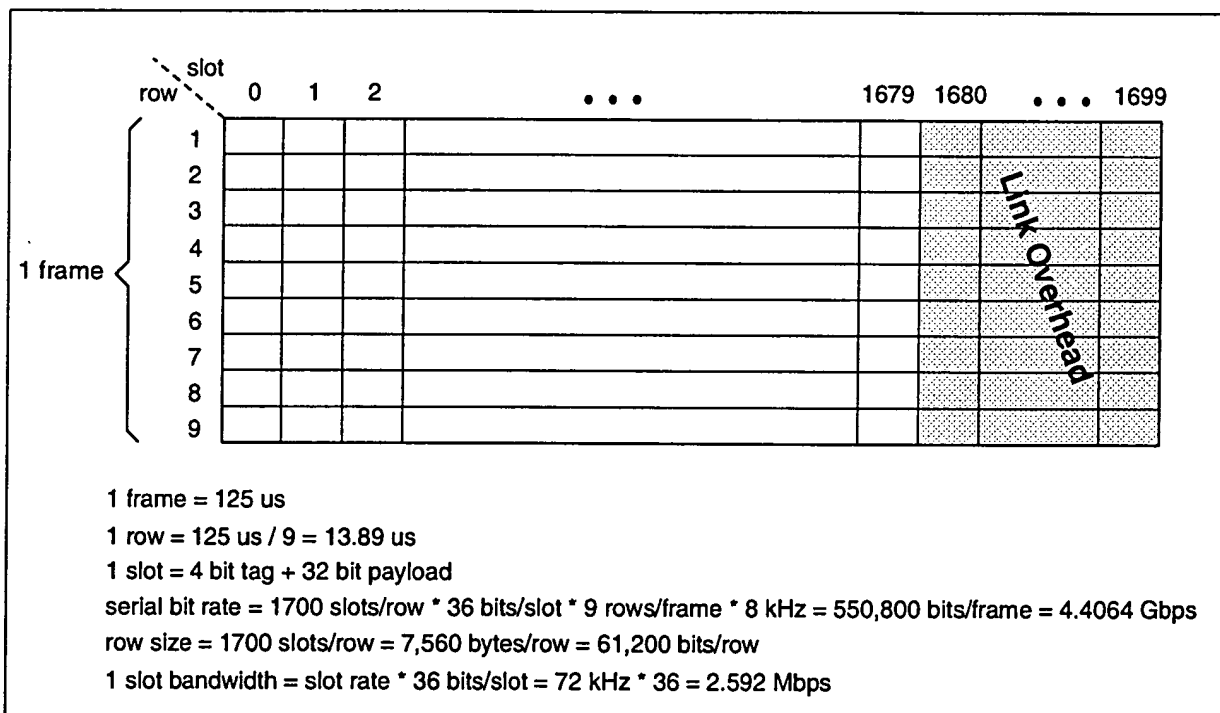 slot
row 0 1 2 • • • 1679 1680 • • • 1699
1
2
3
4
1 frame
5
6
7
8
9
Link Overhead
1 frame = 125 us
1 row = 125 us / 9 = 13.89 us
1 slot = 4 bit tag + 32 bit payload
serial bit rate = 1700 slots/row * 36 bits/slot * 9 rows/frame * 8 kHz = 550,800 bits/frame = 4.4064 Gbps
row size = 1700 slots/row = 7,560 bytes/row = 61,200 bits/row
1 slot bandwidth = slot rate * 36 bits/slot = 72 kHz * 36 = 2.592 Mbps